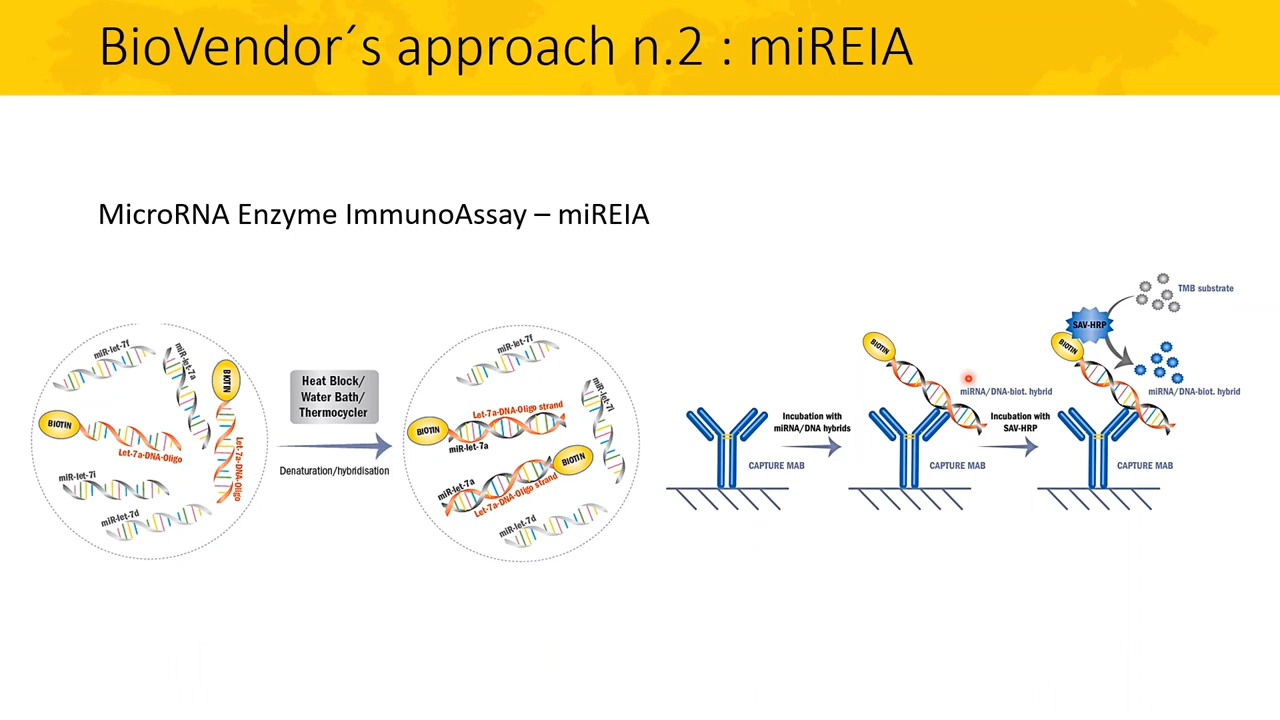 BioVendor´s approach n.2 : miREIA
MicroRNA Enzyme ImmunoAssay – miREIA
miR-let-7f
miR-let-7a
BIOTIN
BIOTIN
Let-7a-DNA-Oligo
Let-7a-DNA-Oligo
miR-let-7i
miR-let-7d
Heat Block/
Water Bath/
Thermocycler
Denaturation/hybridisation
miR-let-7f
miR-let-7i
Let-7a-DNA-Oligo strand
BIOTIN
miR-let-7a
BIOTIN
miR-let-7a
Let-7a-DNA-Oligo strand
miR-let-7d
CAPTURE MAB
Incubation with
miRNA/DNA hybrids
BIOTIN
miRNA/DNA-biot. hybrid
CAPTURE MAB
Incubation with
SAV-HRP
TMB substrate
SAV-HRP
BIOTIN
miRNA/DNA-biot. hybrid
CAPTURE MAB